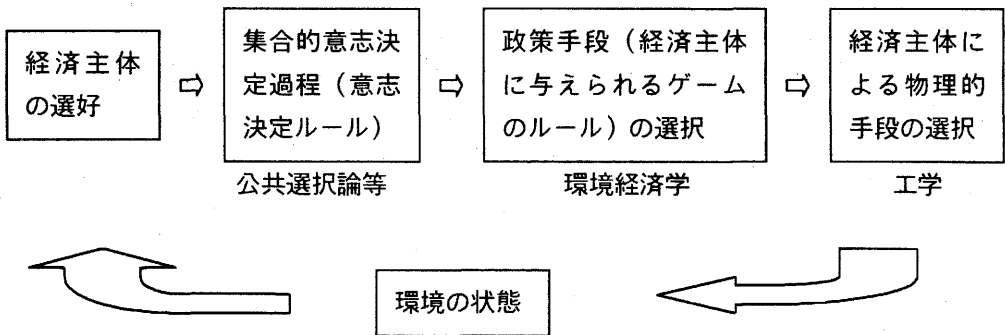 経済主体
の選好
集合的意志決
定過程（意志
決定ルール）
政策手段（経済主体
に与えられるゲーム
のルール）の選択
経済主体に
よる物理的
手段の選択
公共選択論等
環境経済学
工学
環境の状態